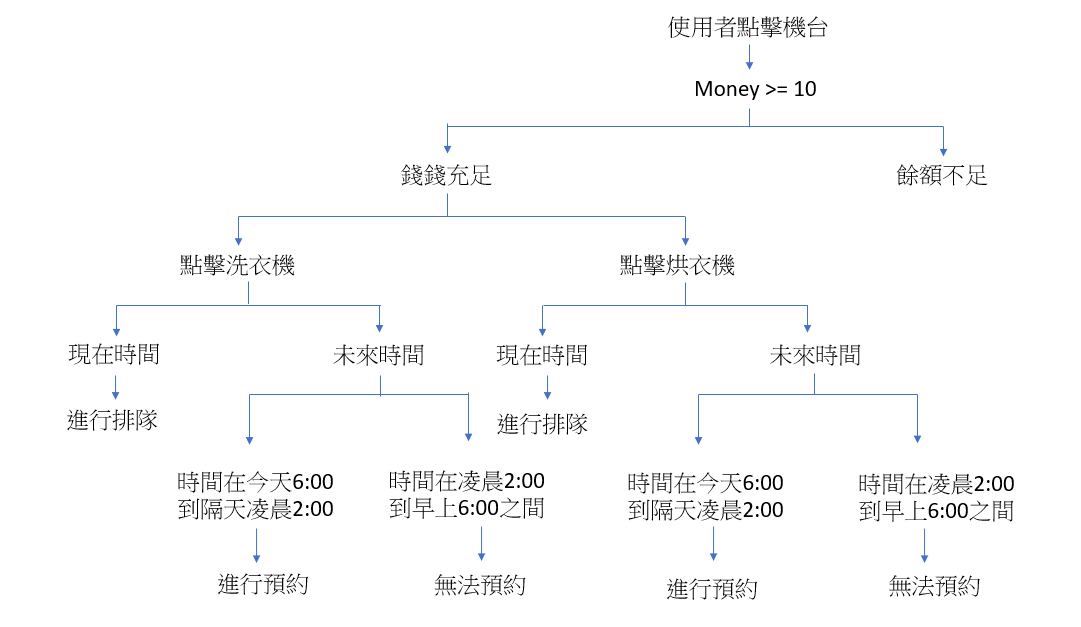 使用者點擊機台
Money >= 10
錢錢充足
餘額不足
點擊洗衣機
點擊烘衣機
現在時間
未來時間
現在時間
未來時間
進行排隊
進行排隊
時間在今天6:00
到隔天凌晨2:00
時間在凌晨2:00
到早上6:00之間
時間在今天6:00
到隔天凌晨2:00
時間在凌晨2:00
到早上6:00之間
進行預約
無法預約
進行預約
無法預約